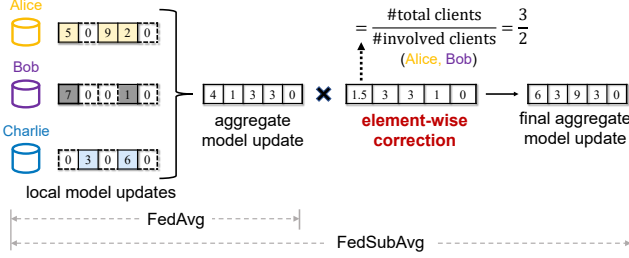 Alice
5 0 9 2 0
Bob
7 0 0 1 0
Charlie
0 3 0 6 0
local model updates
4 1 3 3 0
aggregate
model update
×
= #total clients / #involved clients = 3/2
(Alice, Bob)
1.5 3 3 1 0
element-wise
correction
6 3 9 3 0
final aggregate
model update
FedAvg
FedSubAvg